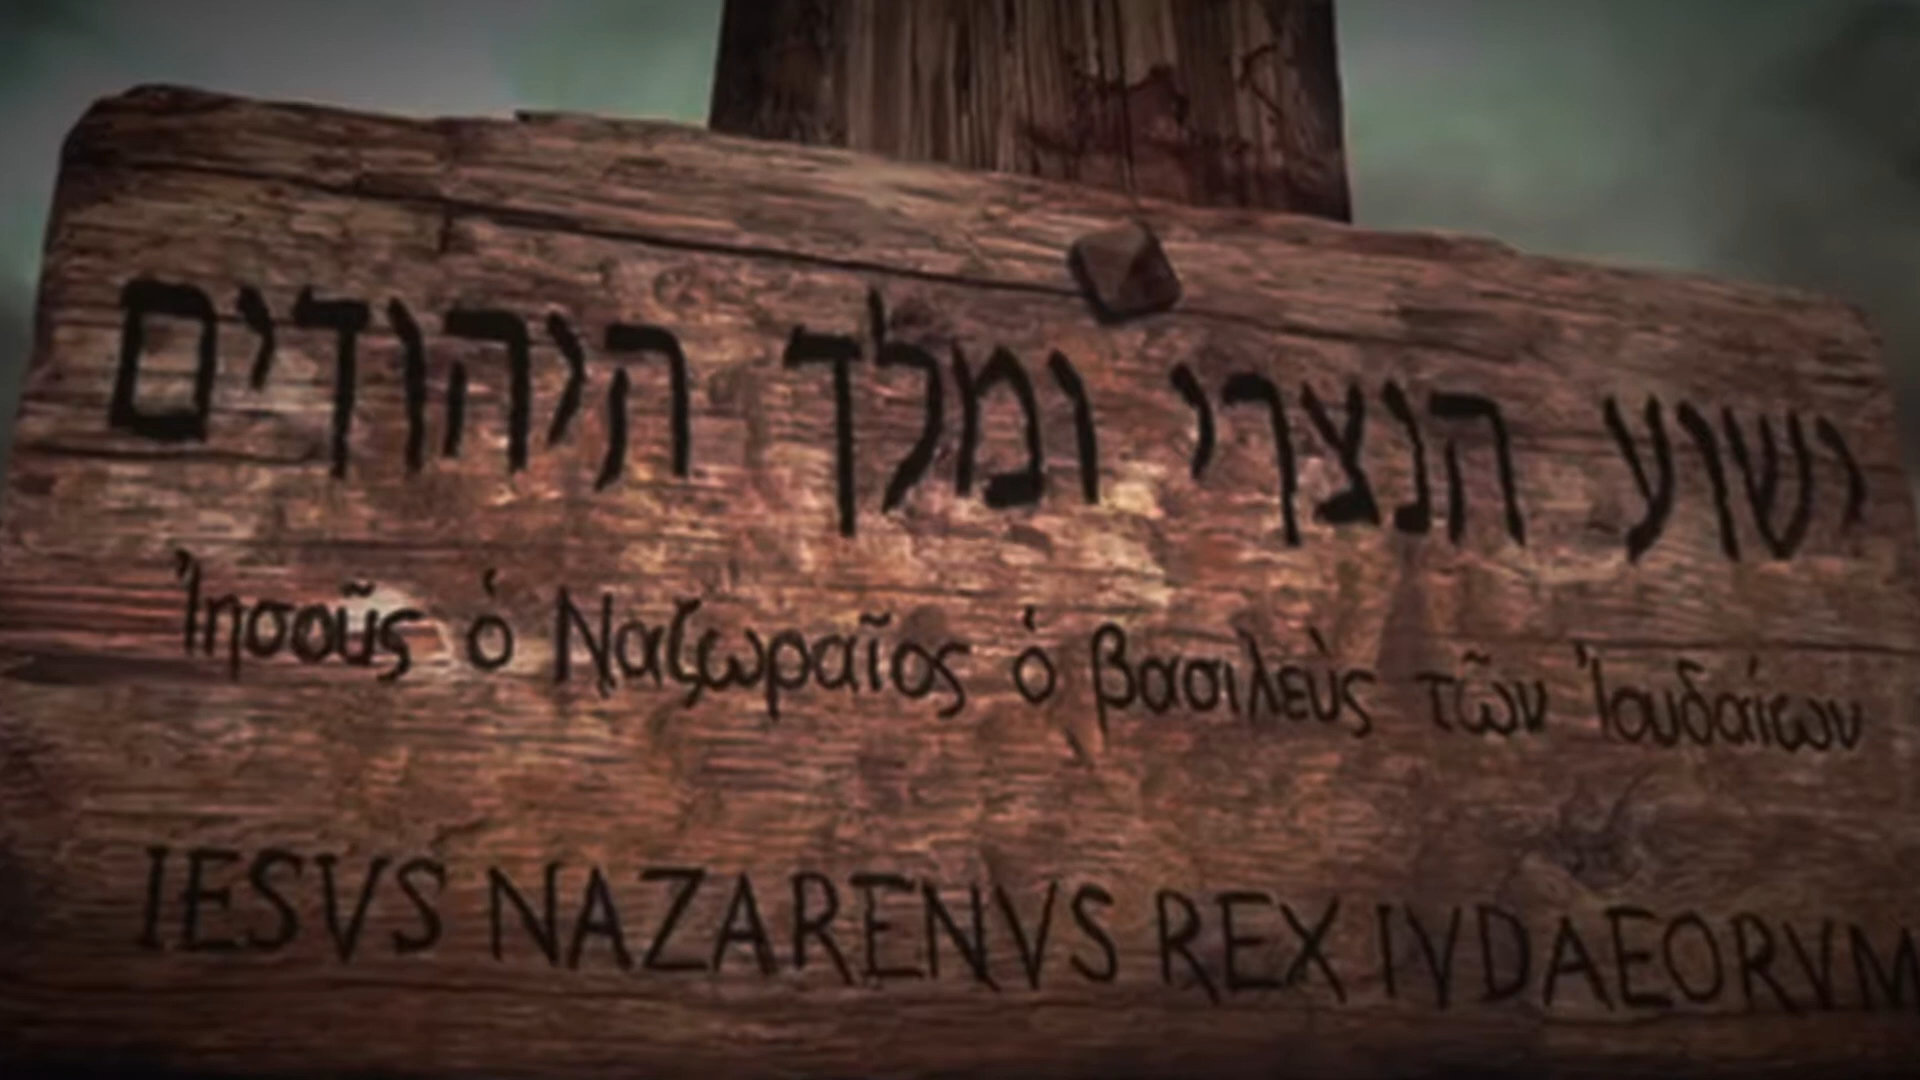 ישוע הנצרי ומלך היהודים
Ἰησοῦς ὁ Ναζωραῖος ὁ βασιλεὺς τῶν Ἰουδαίων
IESVS NAZARENVS REX IVDAEORVM